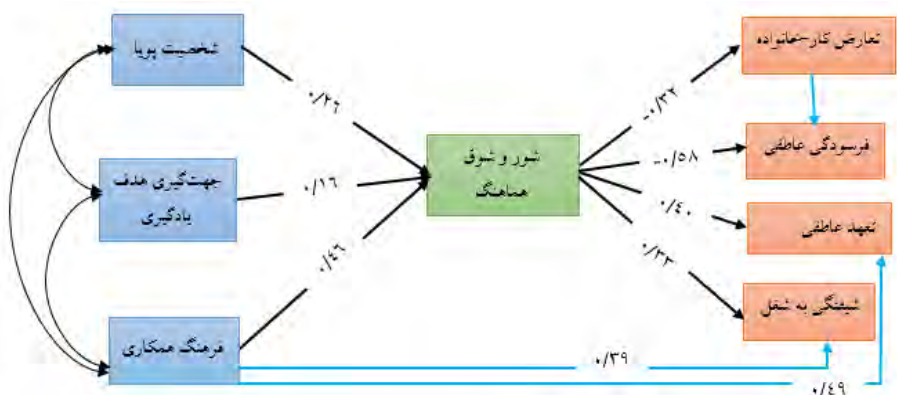 شخصیت پویا
جهت‌گیری هدف
یادگیری
فرهنگ همکاری
۰/۲۶
۰/۱۶
۰/۴۶
شور و شوق
هماهنگ
-۰/۳۲
-۰/۵۸
۰/۴۰
۰/۳۳
تعارض کار-خانواده
فرسودگی عاطفی
تعهد عاطفی
شیفتگی به شغل
۰/۳۹
۰/۴۹